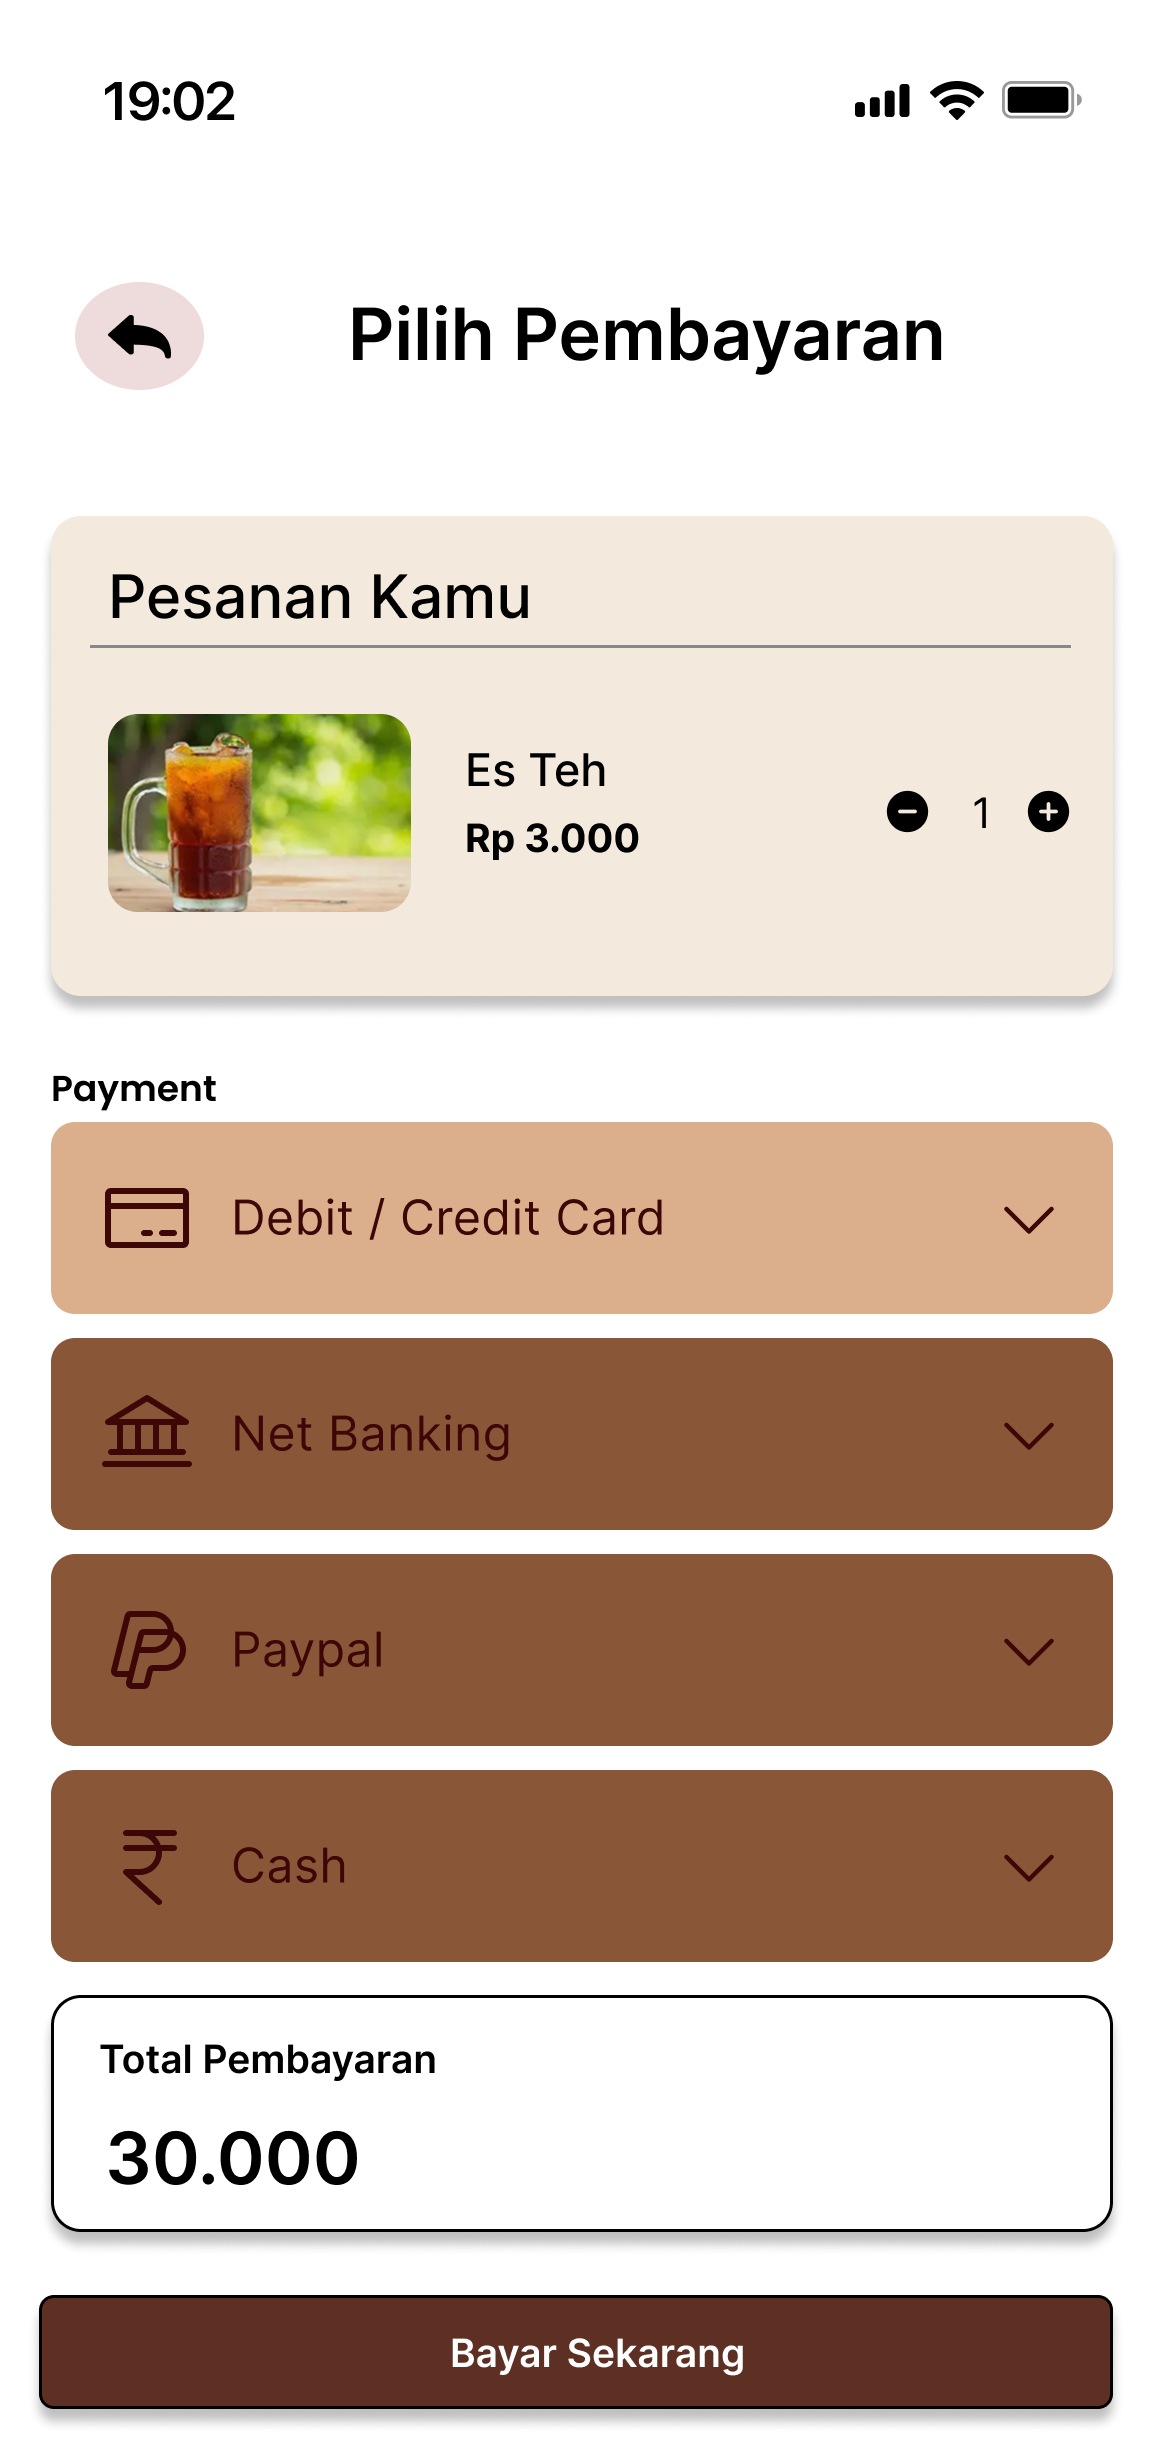 19:02
Pilih Pembayaran
Pesanan Kamu
Es Teh
Rp 3.000
1
Payment
Debit / Credit Card
Net Banking
Paypal
₹ Cash
Total Pembayaran
30.000
Bayar Sekarang